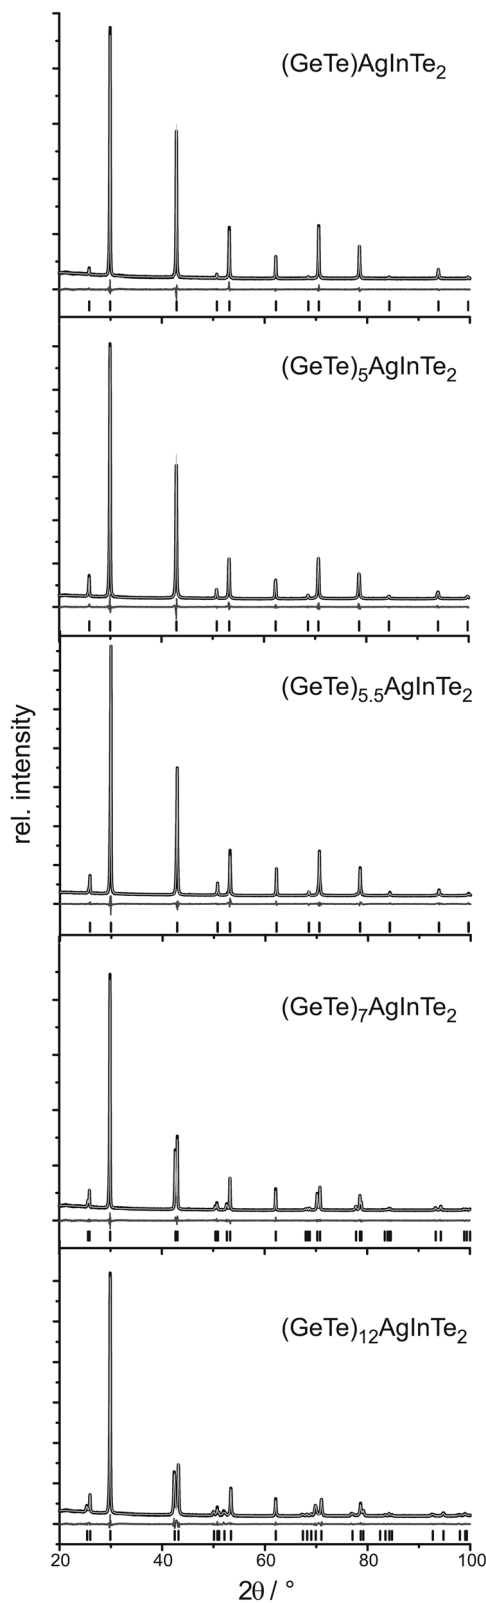 (GeTe)AgInTe2
(GeTe)5AgInTe2
(GeTe)5.5AgInTe2
rel. intensity
(GeTe)7AgInTe2
(GeTe)12AgInTe2
20 40 60 80 100
2θ / °